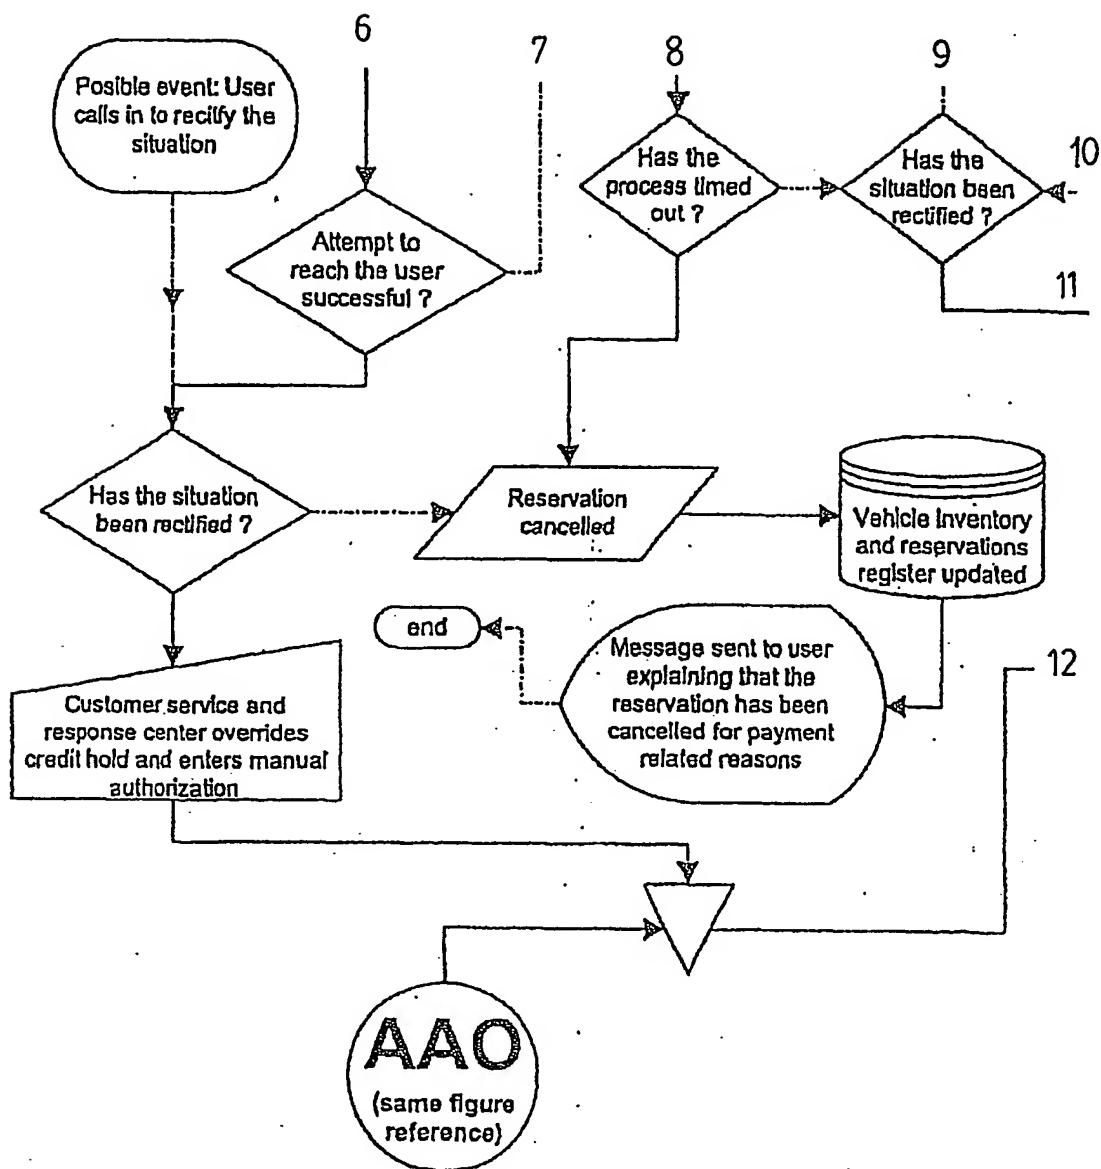 6
7
8
9
Posible event: User
calls in to recify the
situation
Has the
process timed
out ?
Has the
situation been
rectified ?
10
Attempt to
reach the user
successful ?
11
Has the situation
been rectified ?
Reservation
cancelled
Vehicle inventory
and reservations
register updated
end
Message sent to user
explaining that the
reservation has been
cancelled for payment
related reasons
12
Customer service and
response center overrides
credit hold and enters manual
authorization
AAO
(same figure
reference)